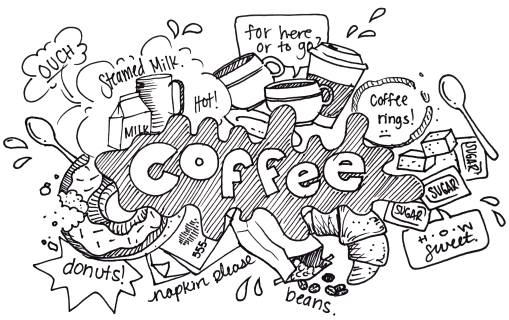 OUCH
Steamed Milk.
for here
or to go?
Hot!
MILK
Coffee
rings!
Coffee
SUGAR
SUGAR
SUGAR
H.O.W
sweet.
donuts!
555-
napkin please
beans.